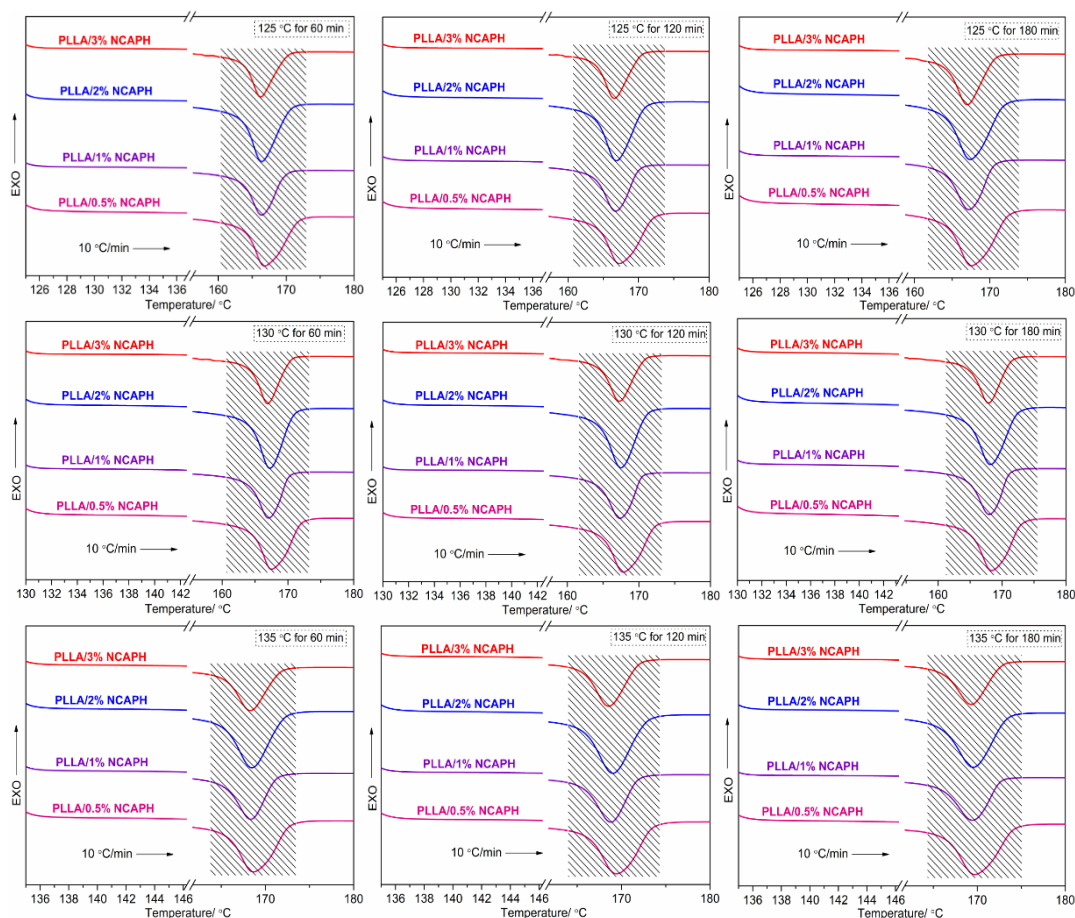 125 °C for 60 min
PLLA/3% NCAPH
PLLA/2% NCAPH
PLLA/1% NCAPH
PLLA/0.5% NCAPH
10 °C/min
EXO
126 128 130 132 134 136 160 170 180
Temperature/ °C
125 °C for 120 min
PLLA/3% NCAPH
PLLA/2% NCAPH
PLLA/1% NCAPH
PLLA/0.5% NCAPH
10 °C/min
EXO
126 128 130 132 134 136 160 170 180
Temperature/ °C
125 °C for 180 min
PLLA/3% NCAPH
PLLA/2% NCAPH
PLLA/1% NCAPH
PLLA/0.5% NCAPH
10 °C/min
EXO
126 128 130 132 134 136 160 170 180
Temperature/ °C
130 °C for 60 min
PLLA/3% NCAPH
PLLA/2% NCAPH
PLLA/1% NCAPH
PLLA/0.5% NCAPH
10 °C/min
EXO
130 132 134 136 138 140 142 160 170 180
Temperature/ °C
130 °C for 120 min
PLLA/3% NCAPH
PLLA/2% NCAPH
PLLA/1% NCAPH
PLLA/0.5% NCAPH
10 °C/min
EXO
130 132 134 136 138 140 142 160 170 180
Temperature/ °C
130 °C for 180 min
PLLA/3% NCAPH
PLLA/2% NCAPH
PLLA/1% NCAPH
PLLA/0.5% NCAPH
10 °C/min
EXO
130 132 134 136 138 140 142 160 170 180
Temperature/ °C
135 °C for 60 min
PLLA/3% NCAPH
PLLA/2% NCAPH
PLLA/1% NCAPH
PLLA/0.5% NCAPH
10 °C/min
EXO
136 138 140 142 144 146 170 180
Temperature/ °C
135 °C for 120 min
PLLA/3% NCAPH
PLLA/2% NCAPH
PLLA/1% NCAPH
PLLA/0.5% NCAPH
10 °C/min
EXO
136 138 140 142 144 146 170 180
Temperature/ °C
135 °C for 180 min
PLLA/3% NCAPH
PLLA/2% NCAPH
PLLA/1% NCAPH
PLLA/0.5% NCAPH
10 °C/min
EXO
136 138 140 142 144 146 170 180
Temperature/ °C